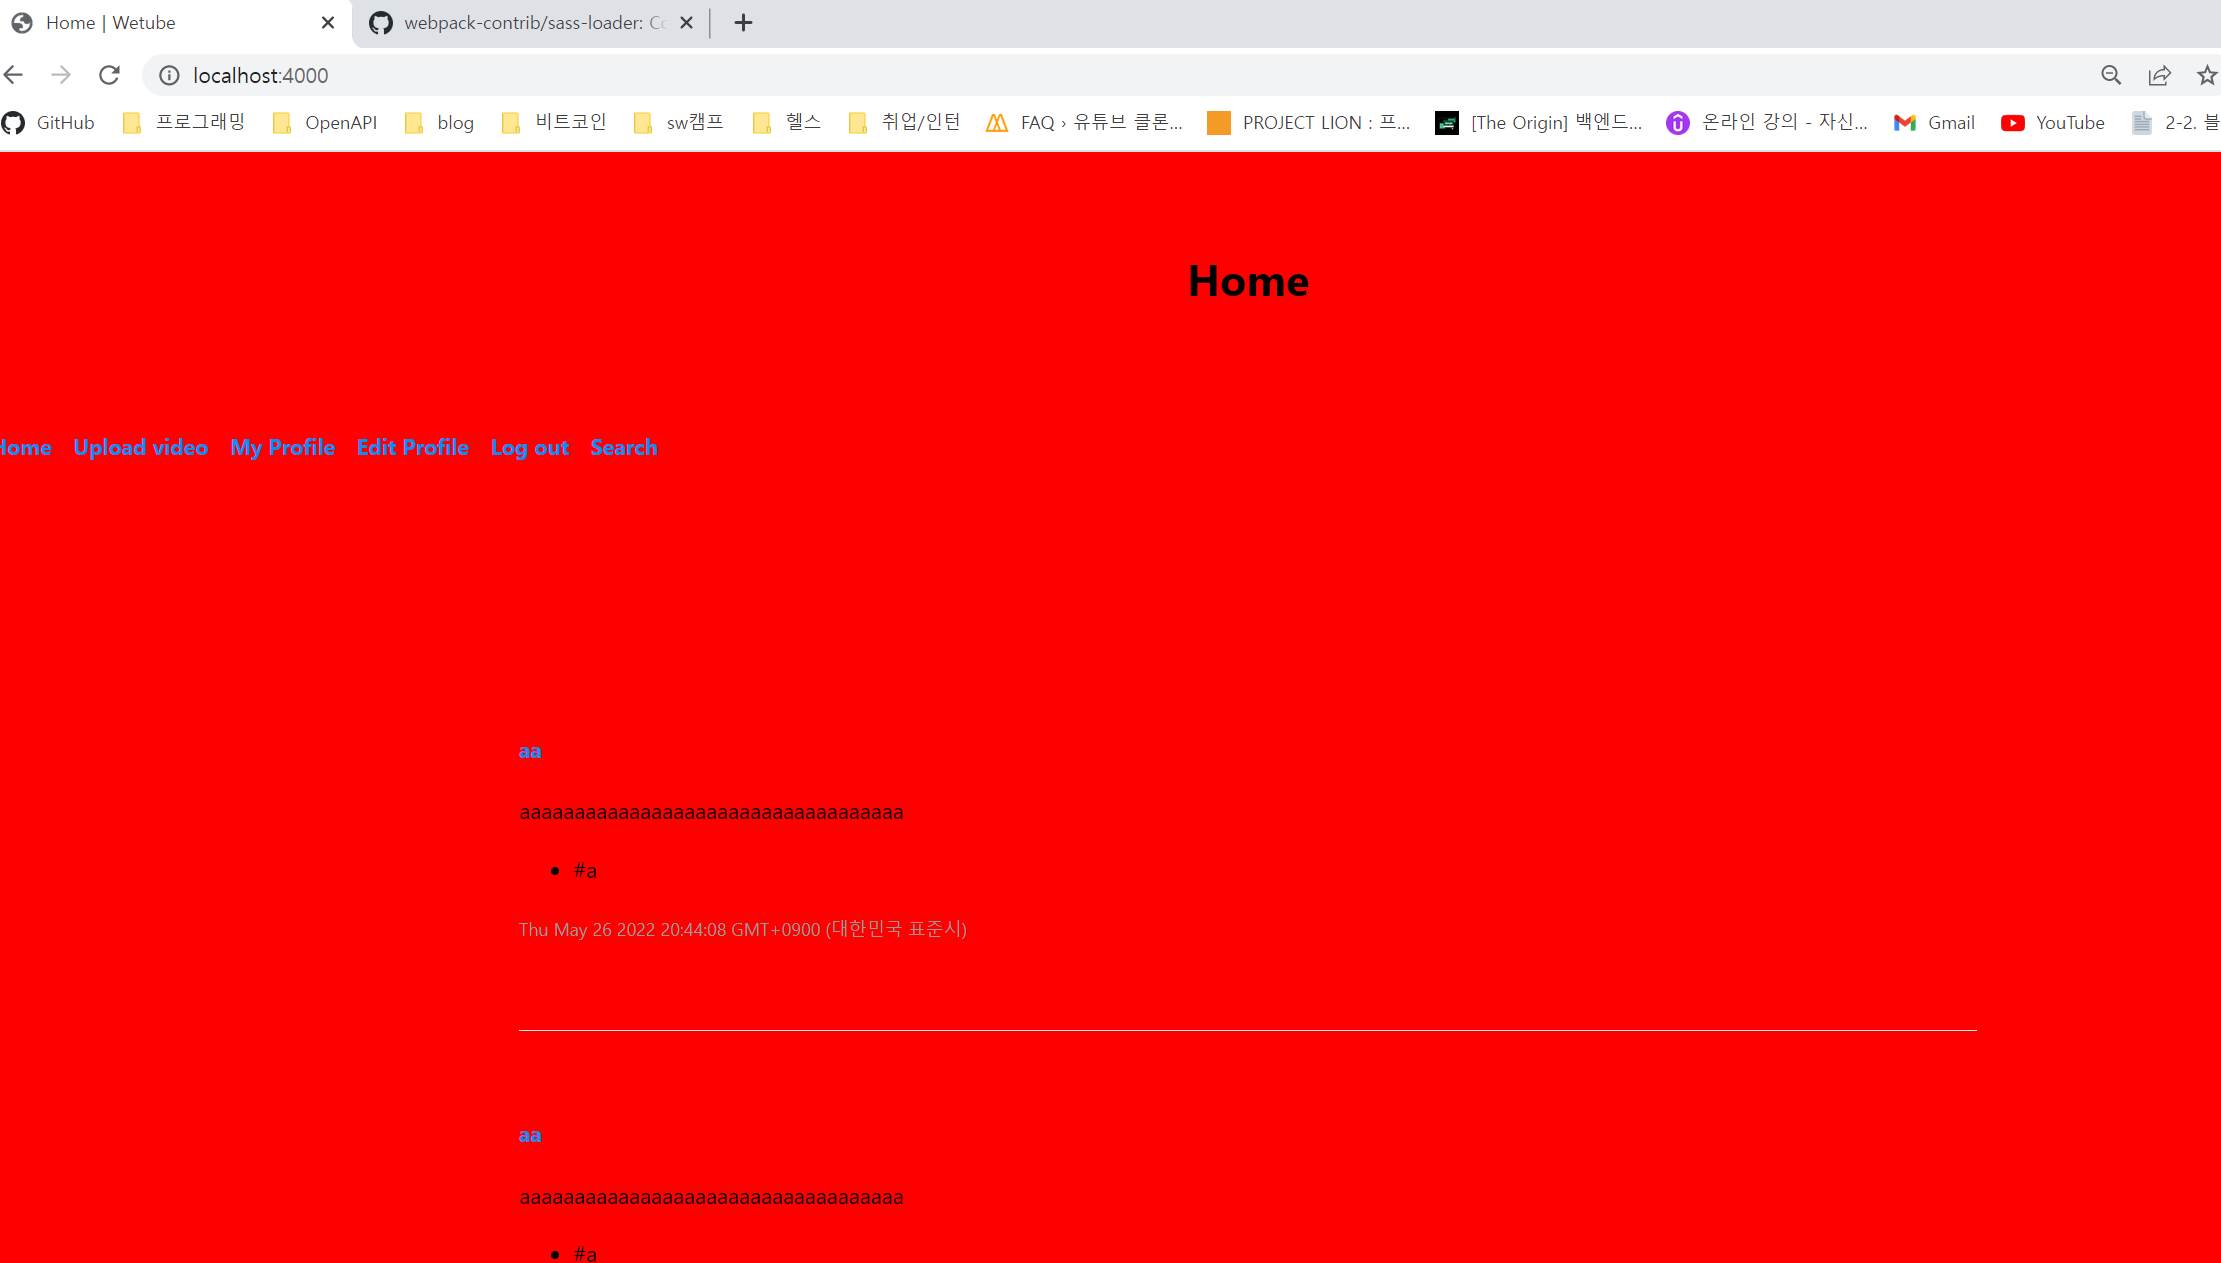 Home | Wetube
webpack-contrib/sass-loader: Co
localhost:4000
GitHub 프로그래밍 OpenAPI blog 비트코인 sw캠프 헬스 취업/인턴 FAQ › 유튜브 클론... PROJECT LION : 프... [The Origin] 백엔드... 온라인 강의 - 자신... Gmail YouTube 2-2. 블
Home
Home Upload video My Profile Edit Profile Log out Search
aa
aaaaaaaaaaaaaaaaaaaaaaaaaaaaaaaaaaa
• #a
Thu May 26 2022 20:44:08 GMT+0900 (대한민국 표준시)
aa
aaaaaaaaaaaaaaaaaaaaaaaaaaaaaaaaaaa
• #a